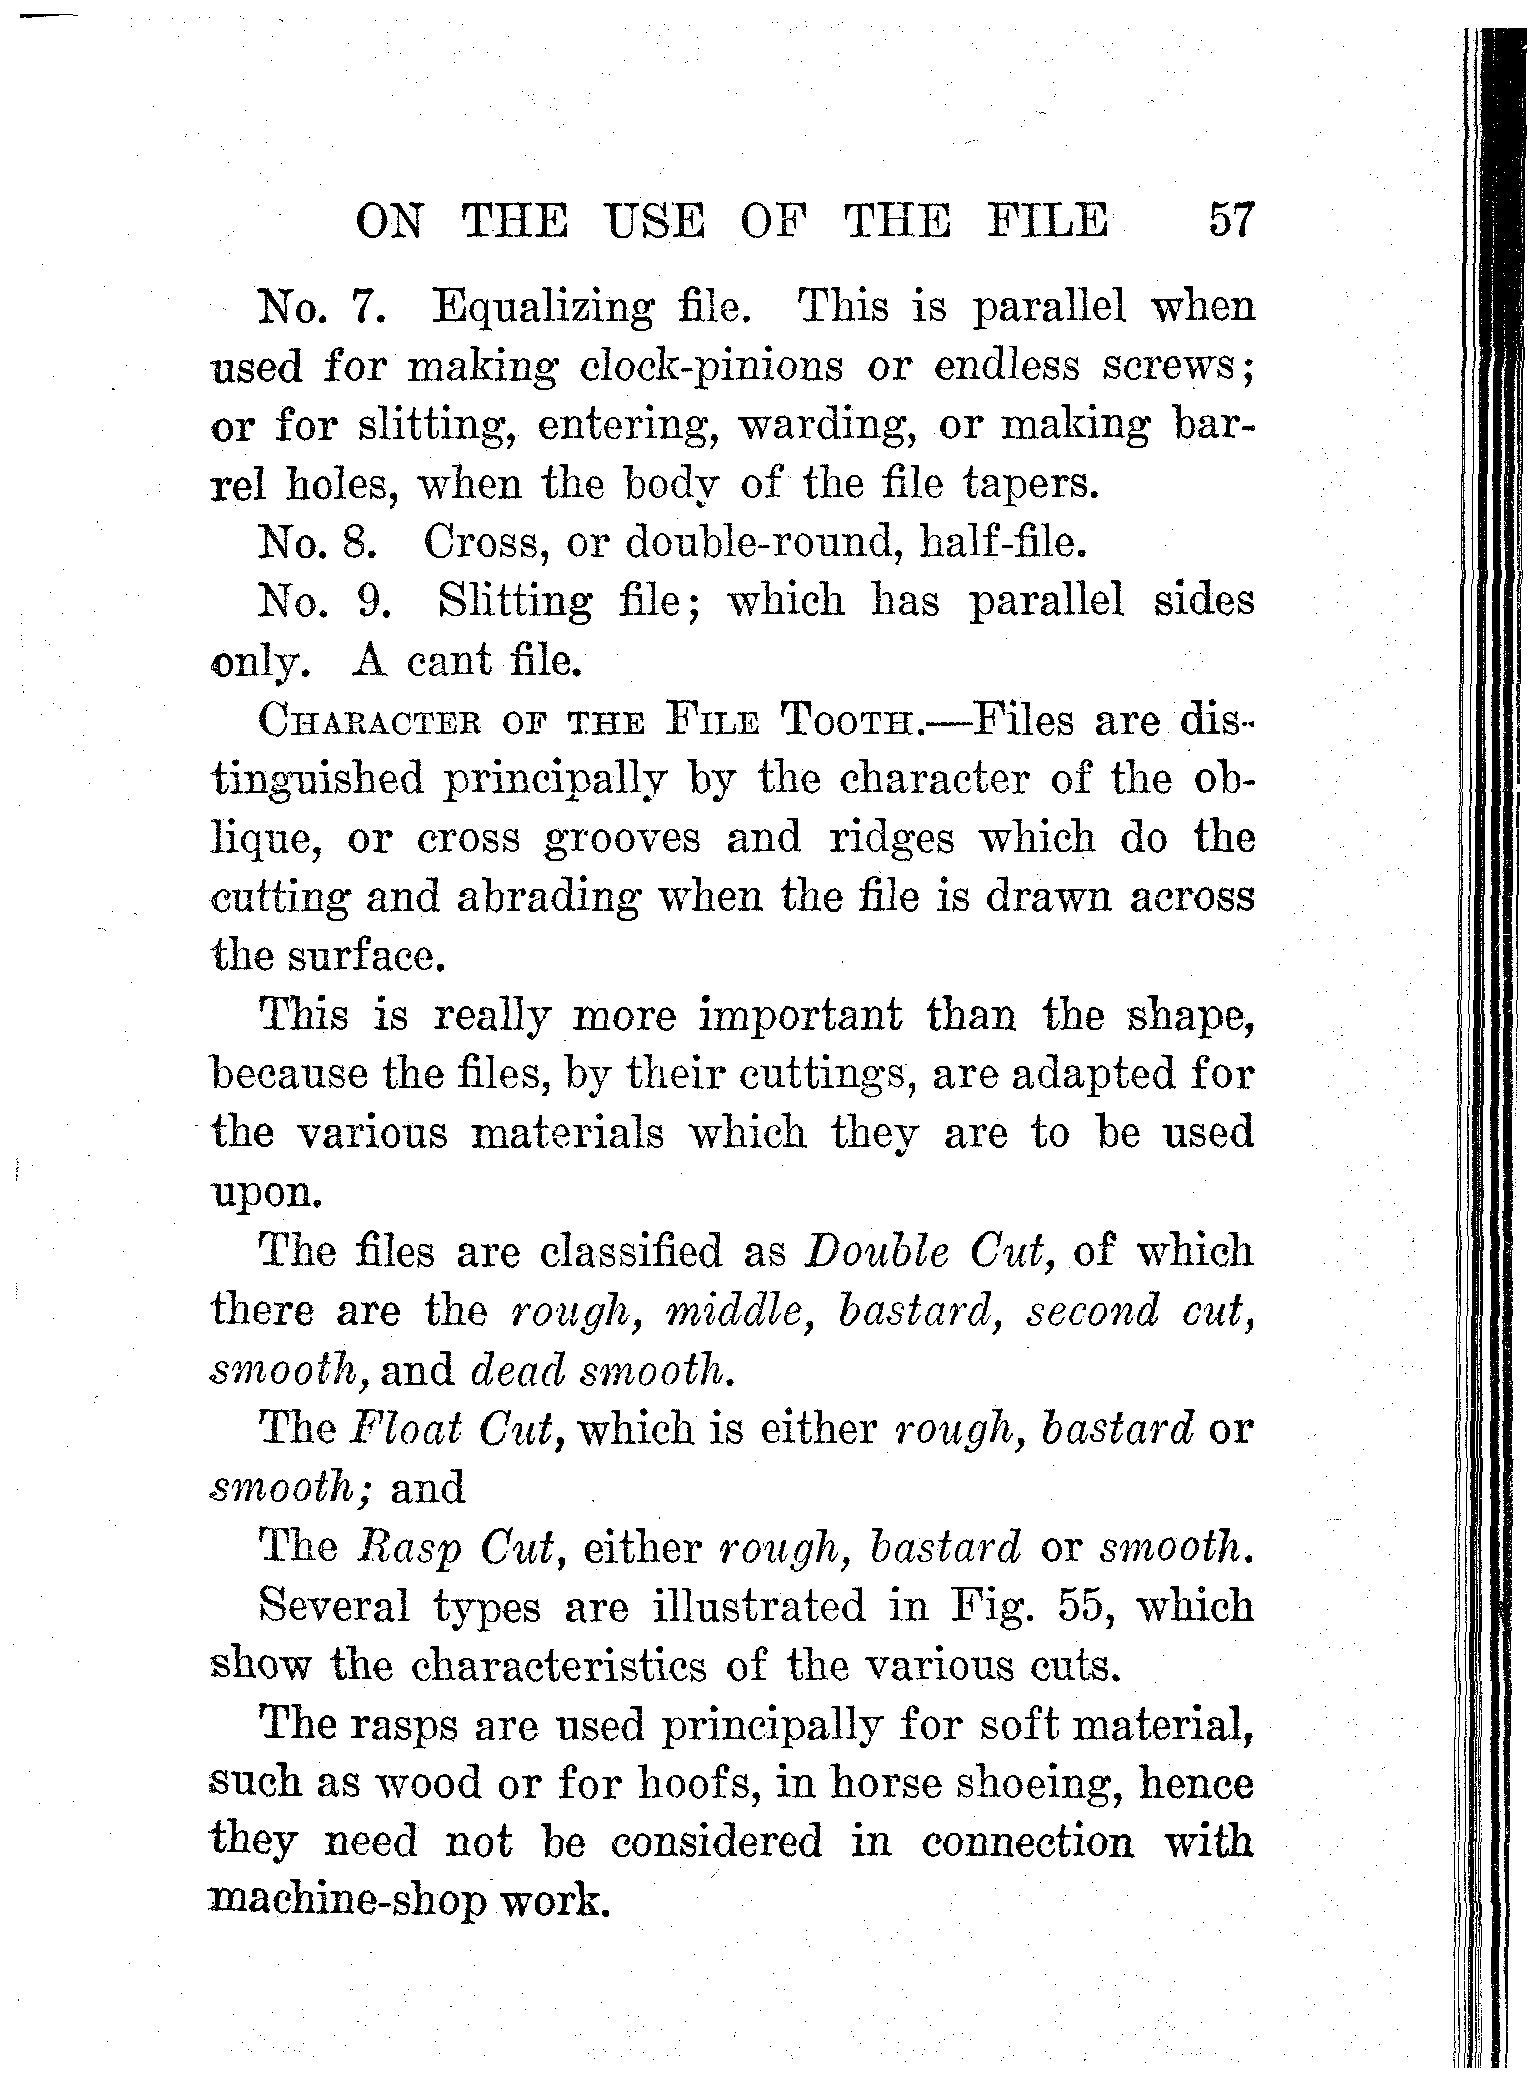 ON THE USE OF THE FILE 57
No. 7. Equalizing file. This is parallel when
used for making clock-pinions or endless screws;
or for slitting, entering, warding, or making bar-
rel holes, when the body of the file tapers.
No. 8. Cross, or double-round, half-file.
No. 9. Slitting file; which has parallel sides
only. A cant file.
CHARACTER OF THE FILE TOOTH.—Files are dis-
tinguished principally by the character of the ob-
lique, or cross grooves and ridges which do the
cutting and abrading when the file is drawn across
the surface.
This is really more important than the shape,
because the files, by their cuttings, are adapted for
the various materials which they are to be used
upon.
The files are classified as Double Cut, of which
there are the rough, middle, bastard, second cut,
smooth, and dead smooth.
The Float Cut, which is either rough, bastard or
smooth; and
The Rasp Cut, either rough, bastard or smooth.
Several types are illustrated in Fig. 55, which
show the characteristics of the various cuts.
The rasps are used principally for soft material,
such as wood or for hoofs, in horse shoeing, hence
they need not be considered in connection with
machine-shop work.